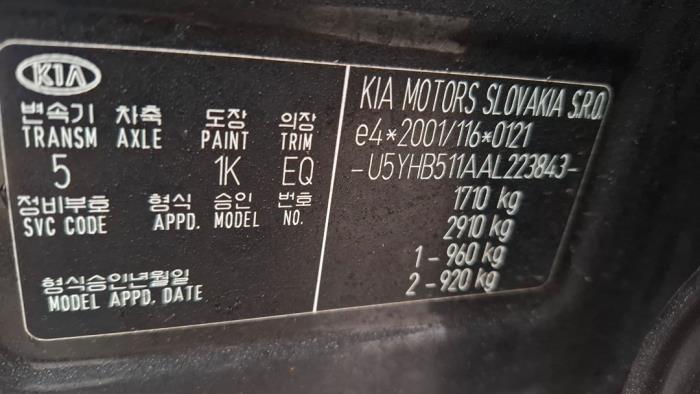 KIA
변속기 차축 도장 의장
TRANSM AXLE PAINT TRIM
5 1K EQ
정비부호 형식 승인 번호
SVC CODE APPD. MODEL NO.
형식승인년월일
MODEL APPD. DATE
KIA MOTORS SLOVAKIA S.R.O.
e4*2001/116*0121
-U5YHB511AAL223843-
1710 kg
2910 kg
1 - 960 kg
2 - 920 kg